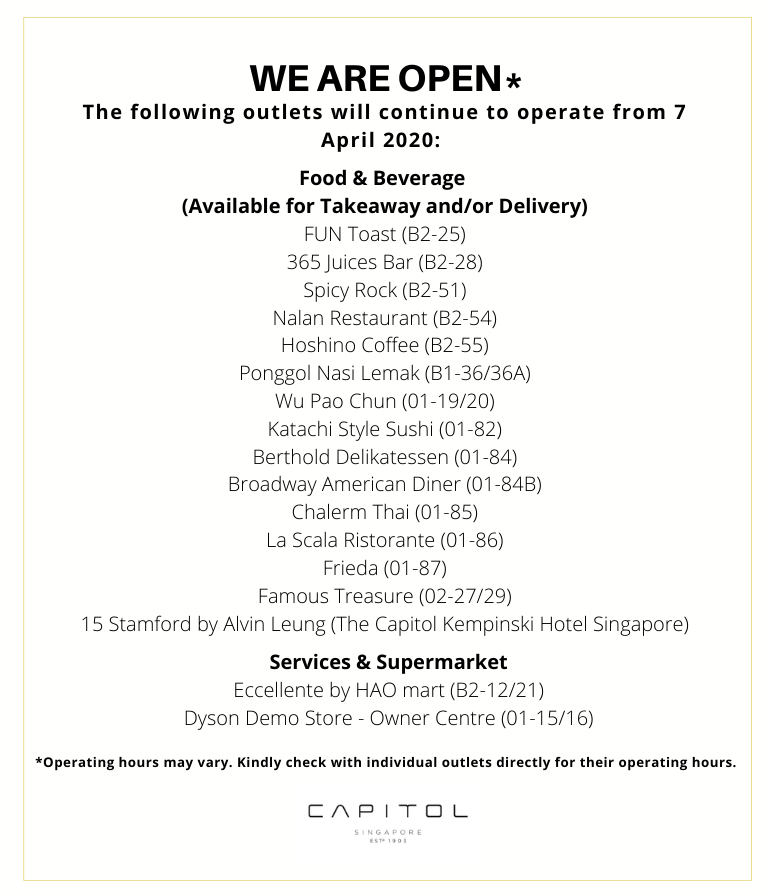 WE ARE OPEN*
The following outlets will continue to operate from 7
April 2020:
Food & Beverage
(Available for Takeaway and/or Delivery)
FUN Toast (B2-25)
365 Juices Bar (B2-28)
Spicy Rock (B2-51)
Nalan Restaurant (B2-54)
Hoshino Coffee (B2-55)
Ponggol Nasi Lemak (B1-36/36A)
Wu Pao Chun (01-19/20)
Katachi Style Sushi (01-82)
Berthold Delikatessen (01-84)
Broadway American Diner (01-84B)
Chalerm Thai (01-85)
La Scala Ristorante (01-86)
Frieda (01-87)
Famous Treasure (02-27/29)
15 Stamford by Alvin Leung (The Capitol Kempinski Hotel Singapore)
Services & Supermarket
Eccellente by HAO mart (B2-12/21)
Dyson Demo Store - Owner Centre (01-15/16)
*Operating hours may vary. Kindly check with individual outlets directly for their operating hours.
CAPITOL
SINGAPORE
ESTD 1903